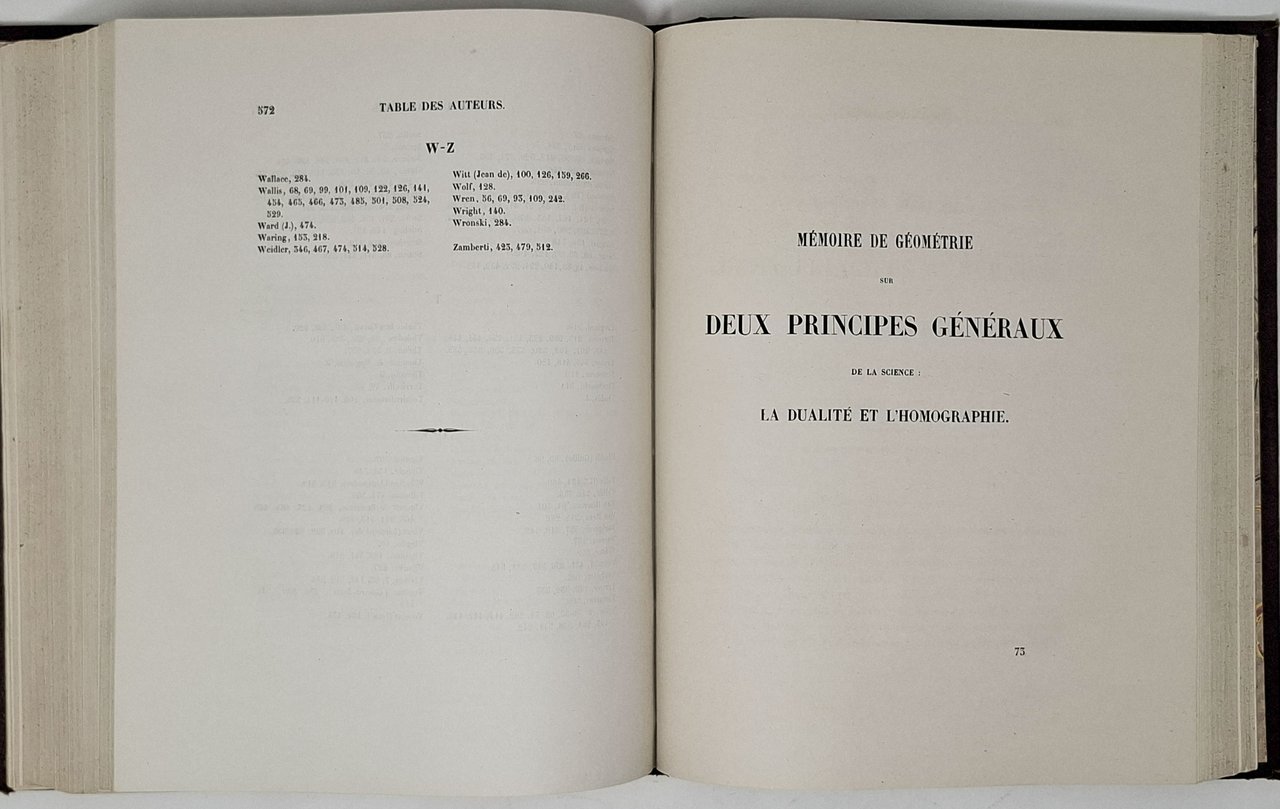 572
TABLE DES AUTEURS.
W-Z
Wallace, 284.
Wallis, 68, 69, 99, 101, 109, 122, 126, 141,
454, 465, 466, 473, 485, 501, 508, 524,
529.
Ward (J.), 474.
Waring, 153, 218.
Weidler, 346, 467, 474, 514, 528.
Witt (Jean de), 100, 126, 159, 266.
Wolf, 128.
Wren, 56, 69, 93, 109, 242.
Wright, 140.
Wronski, 284.
Zamberti, 423, 479, 512.
MÉMOIRE DE GÉOMÉTRIE
SUR
DEUX PRINCIPES GÉNÉRAUX
DE LA SCIENCE :
LA DUALITÉ ET L'HOMOGRAPHIE.
73